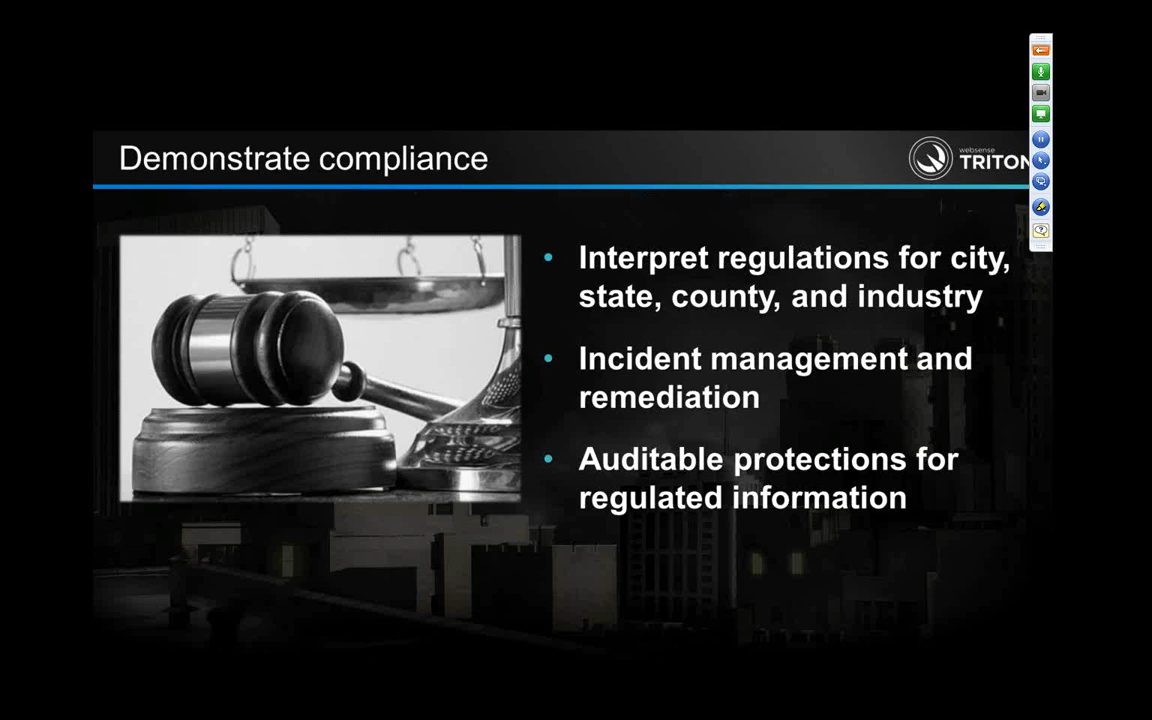 Demonstrate compliance
websense
TRITON
• Interpret regulations for city,
state, county, and industry
• Incident management and
remediation
• Auditable protections for
regulated information